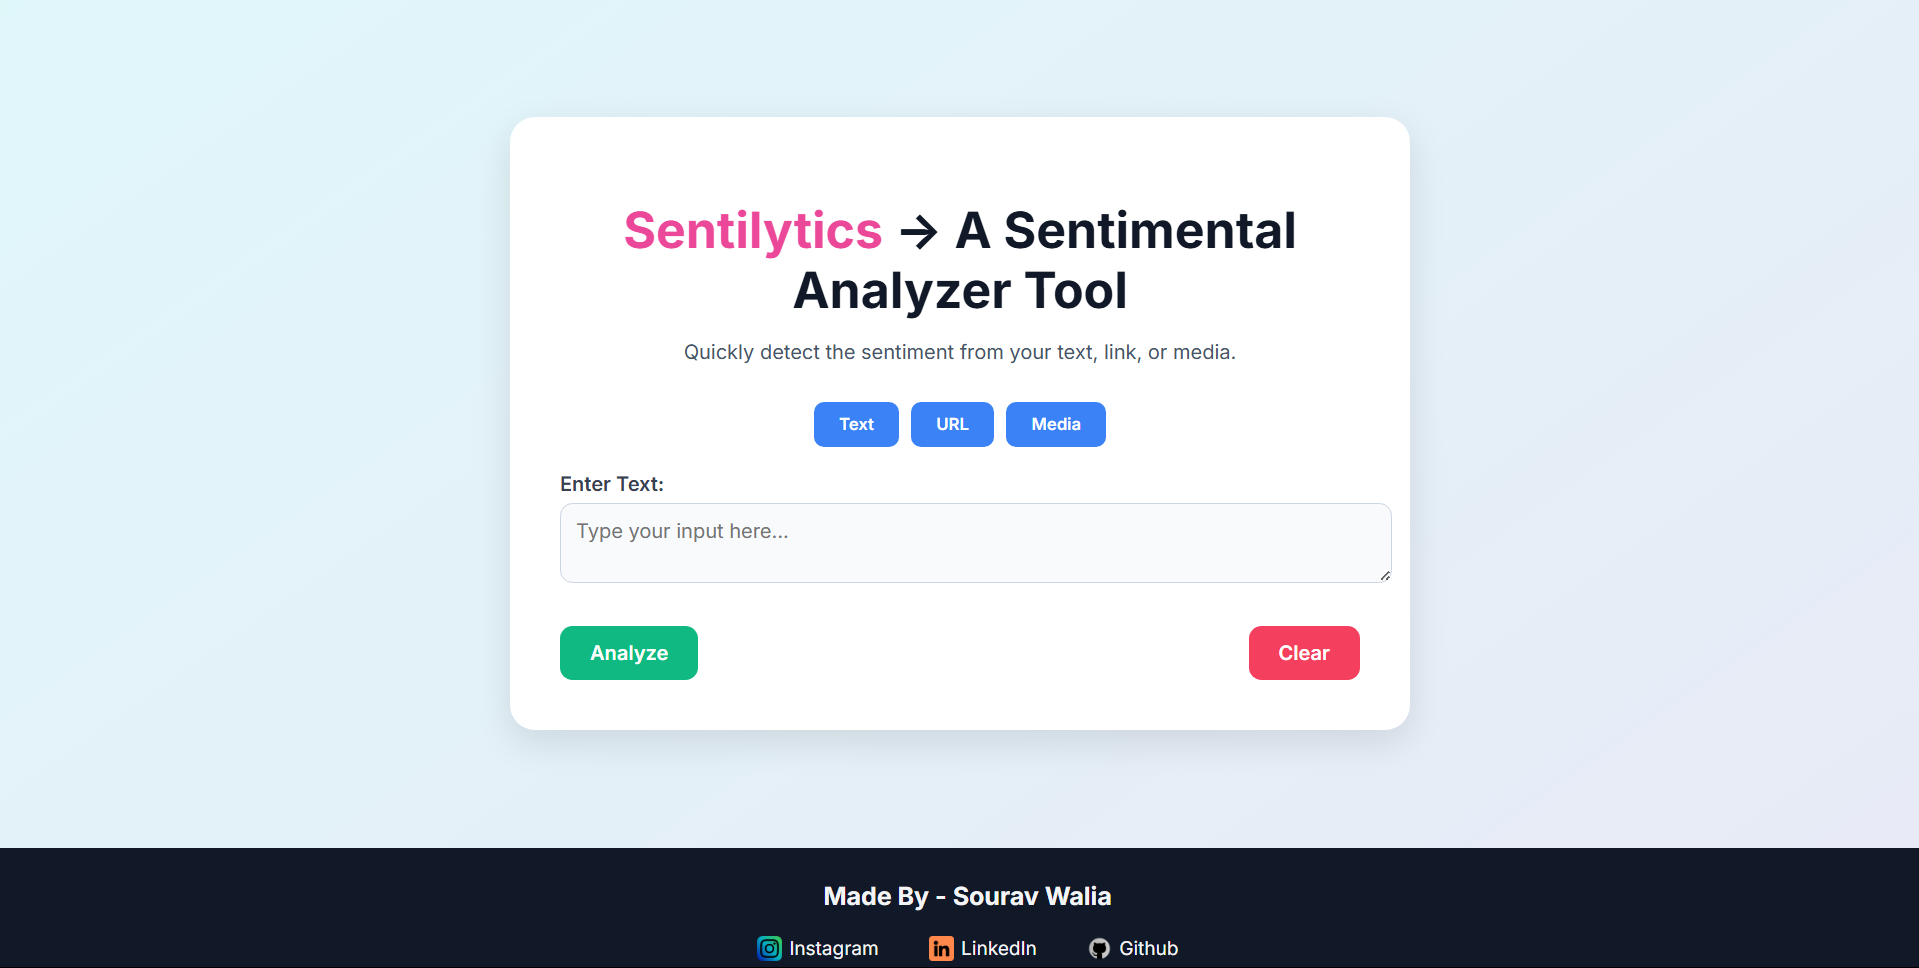 Sentilytics → A Sentimental
Analyzer Tool
Quickly detect the sentiment from your text, link, or media.
Text URL Media
Enter Text:
Type your input here...
Analyze Clear
Made By - Sourav Walia
Instagram LinkedIn Github